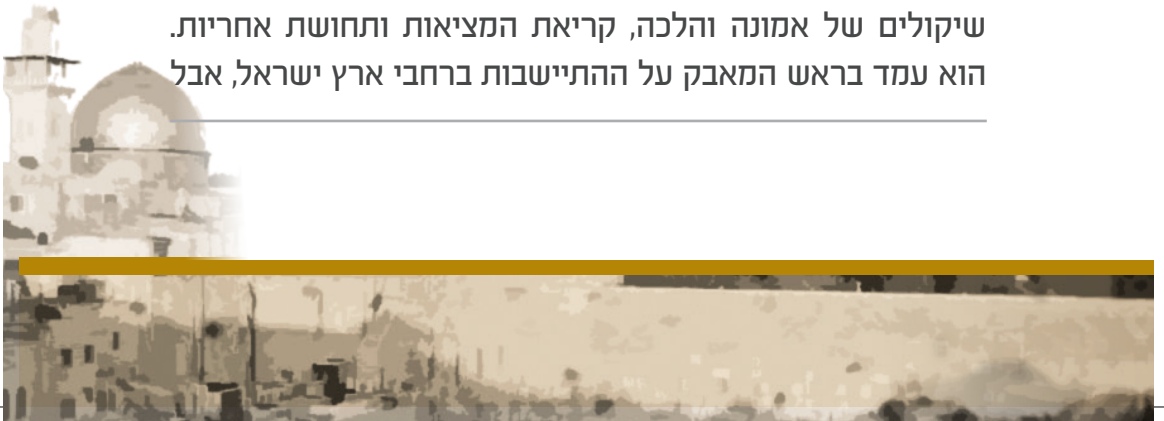 שיקולים של אמונה והלכה, קריאת המציאות ותחושת אחריות.
הוא עמד בראש המאבק על ההתיישבות ברחבי ארץ ישראל, אבל